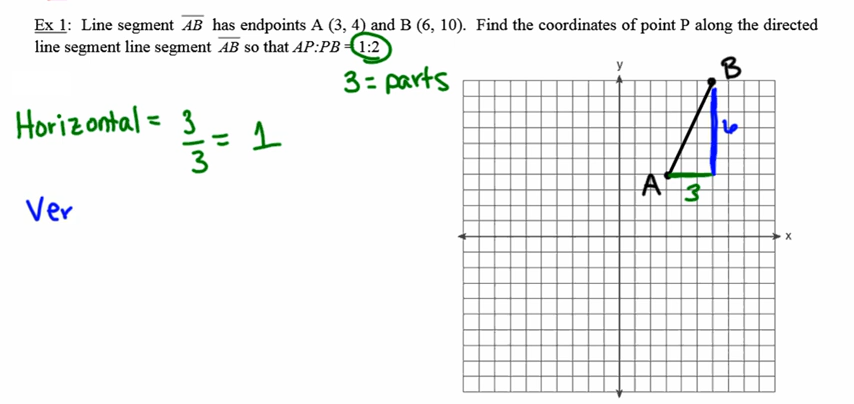 Ex 1: Line segment AB has endpoints A (3, 4) and B (6, 10). Find the coordinates of point P along the directed
line segment line segment AB so that AP:PB = 1:2
3 = parts
Horizontal = 3/3 = 1
Ver
y
B
6
A
3
x